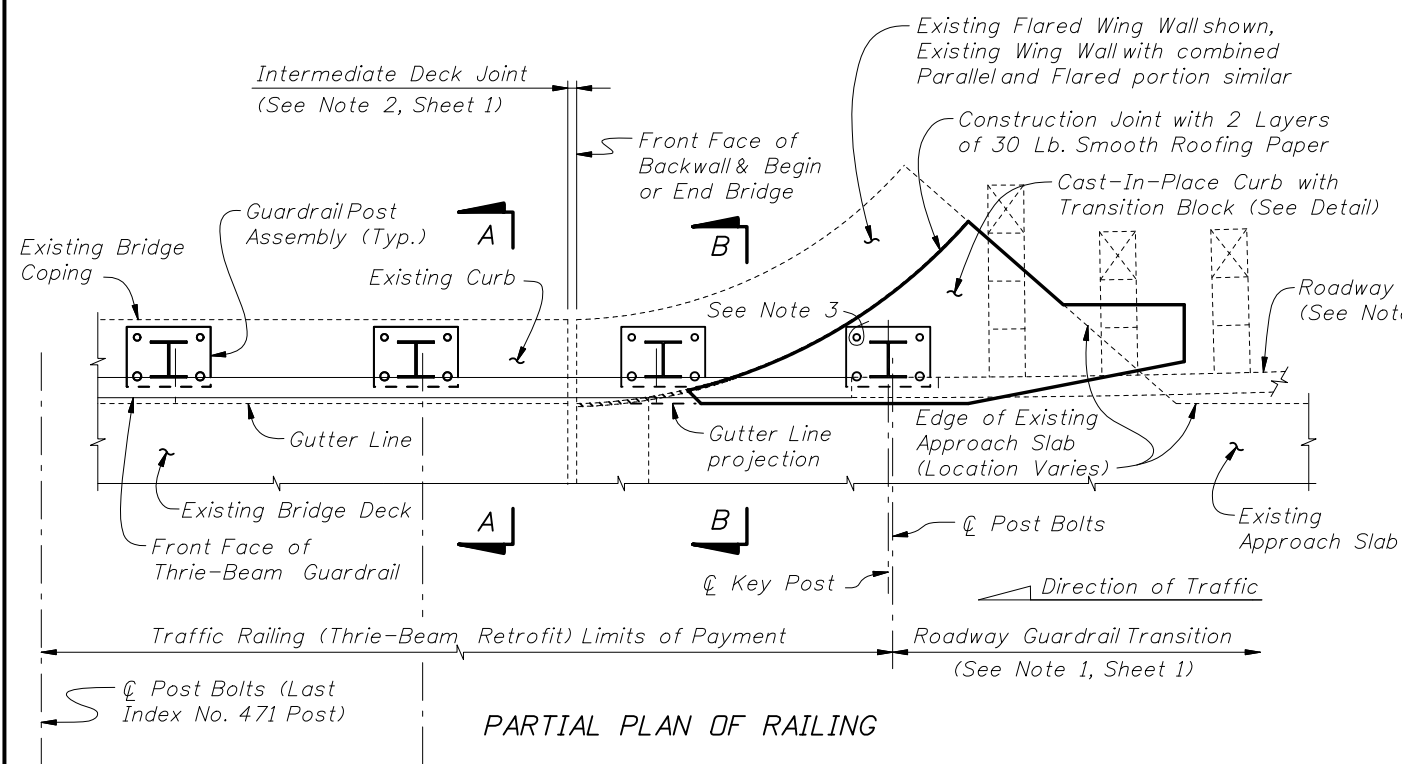 Existing Flared Wing Wall shown,
Existing Wing Wall with combined
Parallel and Flared portion similar
Intermediate Deck Joint
(See Note 2, Sheet 1)
Construction Joint with 2 Layers
of 30 Lb. Smooth Roofing Paper
Front Face of
Backwall & Begin
or End Bridge
Cast-In-Place Curb with
Transition Block (See Detail)
Guardrail Post
Assembly (Typ.)
A
B
Existing Bridge
Coping
Existing Curb
See Note 3
Roadway
(See Not
Gutter Line
Gutter Line
projection
Edge of Existing
Approach Slab
(Location Varies)
Existing Bridge Deck
A
B
℄ Post Bolts
Existing
Approach Slab
Front Face of
Thrie-Beam Guardrail
℄ Key Post
Direction of Traffic
Traffic Railing (Thrie-Beam Retrofit) Limits of Payment
Roadway Guardrail Transition
(See Note 1, Sheet 1)
℄ Post Bolts (Last
Index No. 471 Post)
PARTIAL PLAN OF RAILING